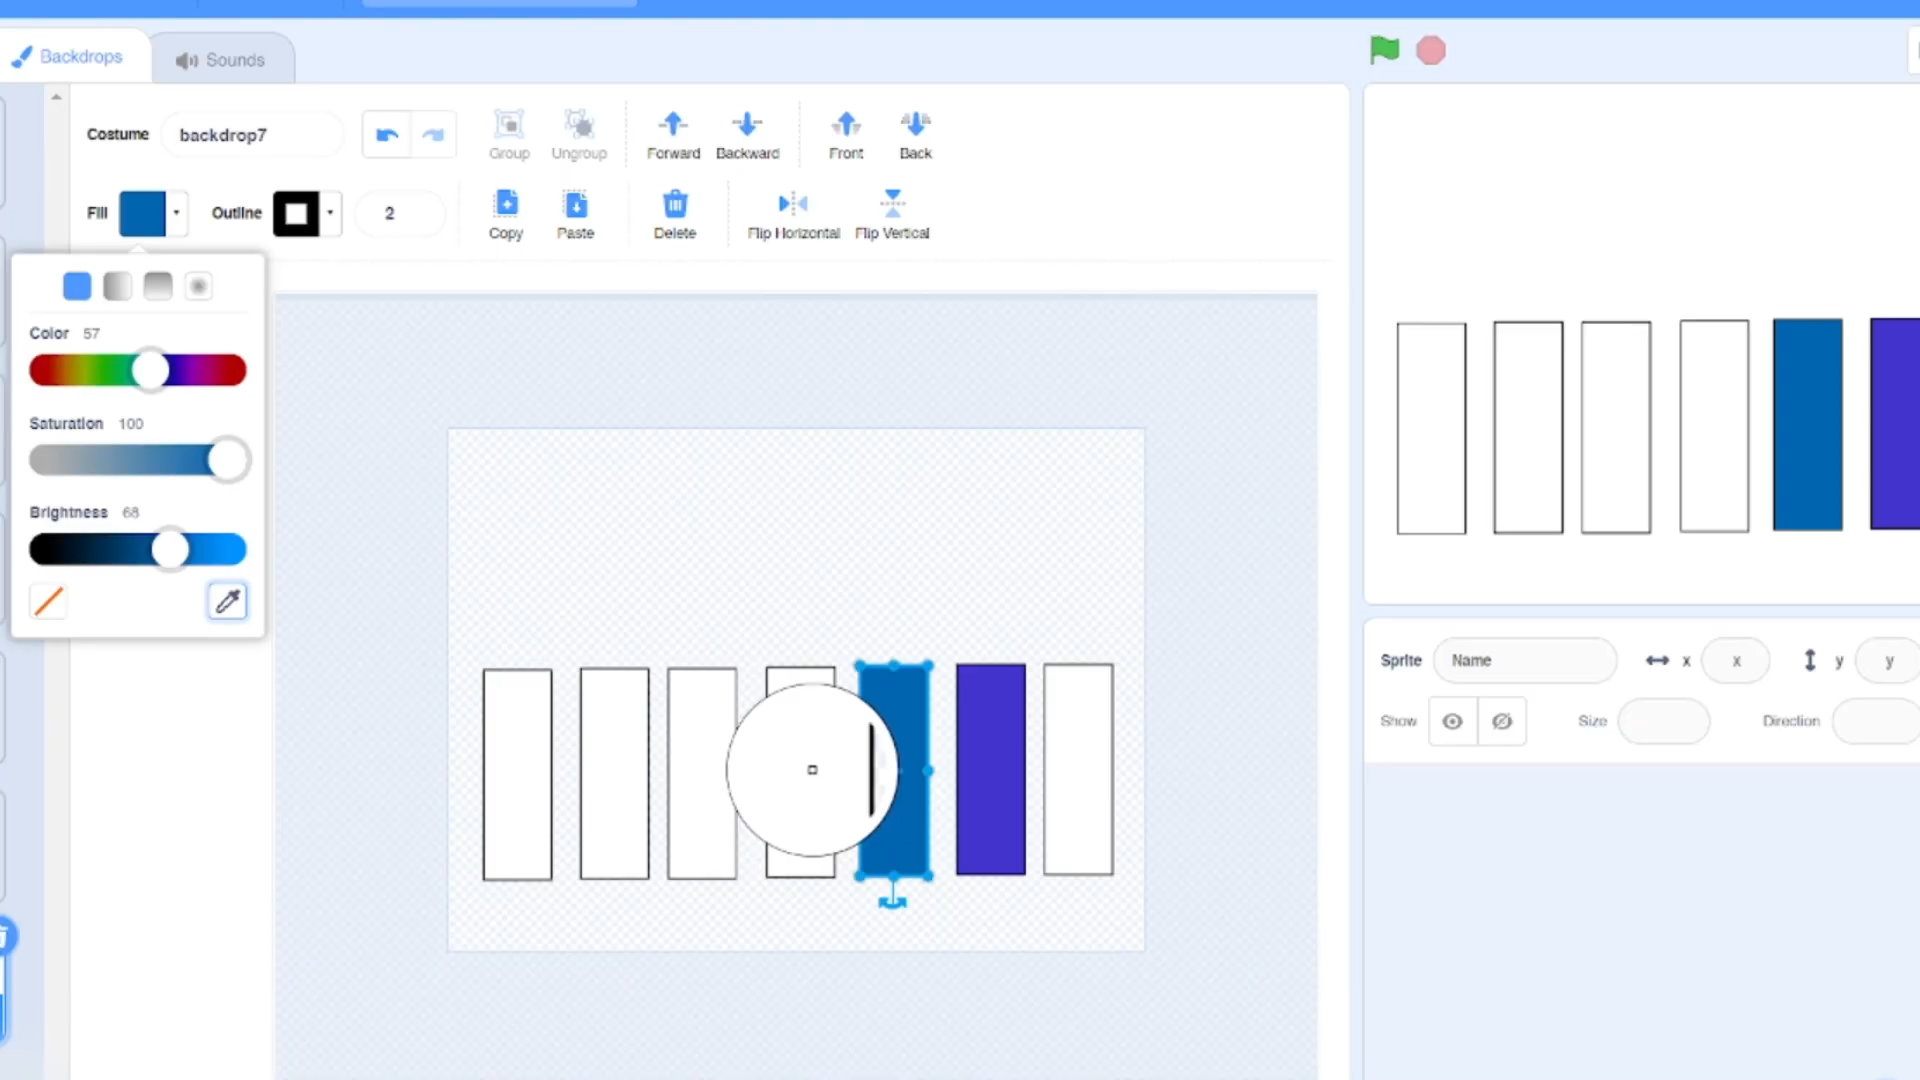 Backdrops
Sounds
Costume
backdrop7
Group
Ungroup
Forward
Backward
Front
Back
Fill
Outline
2
Copy
Paste
Delete
Flip Horizontal
Flip Vertical
Color 57
Saturation 100
Brightness 68
Sprite
Name
x
x
y
y
Show
Size
Direction